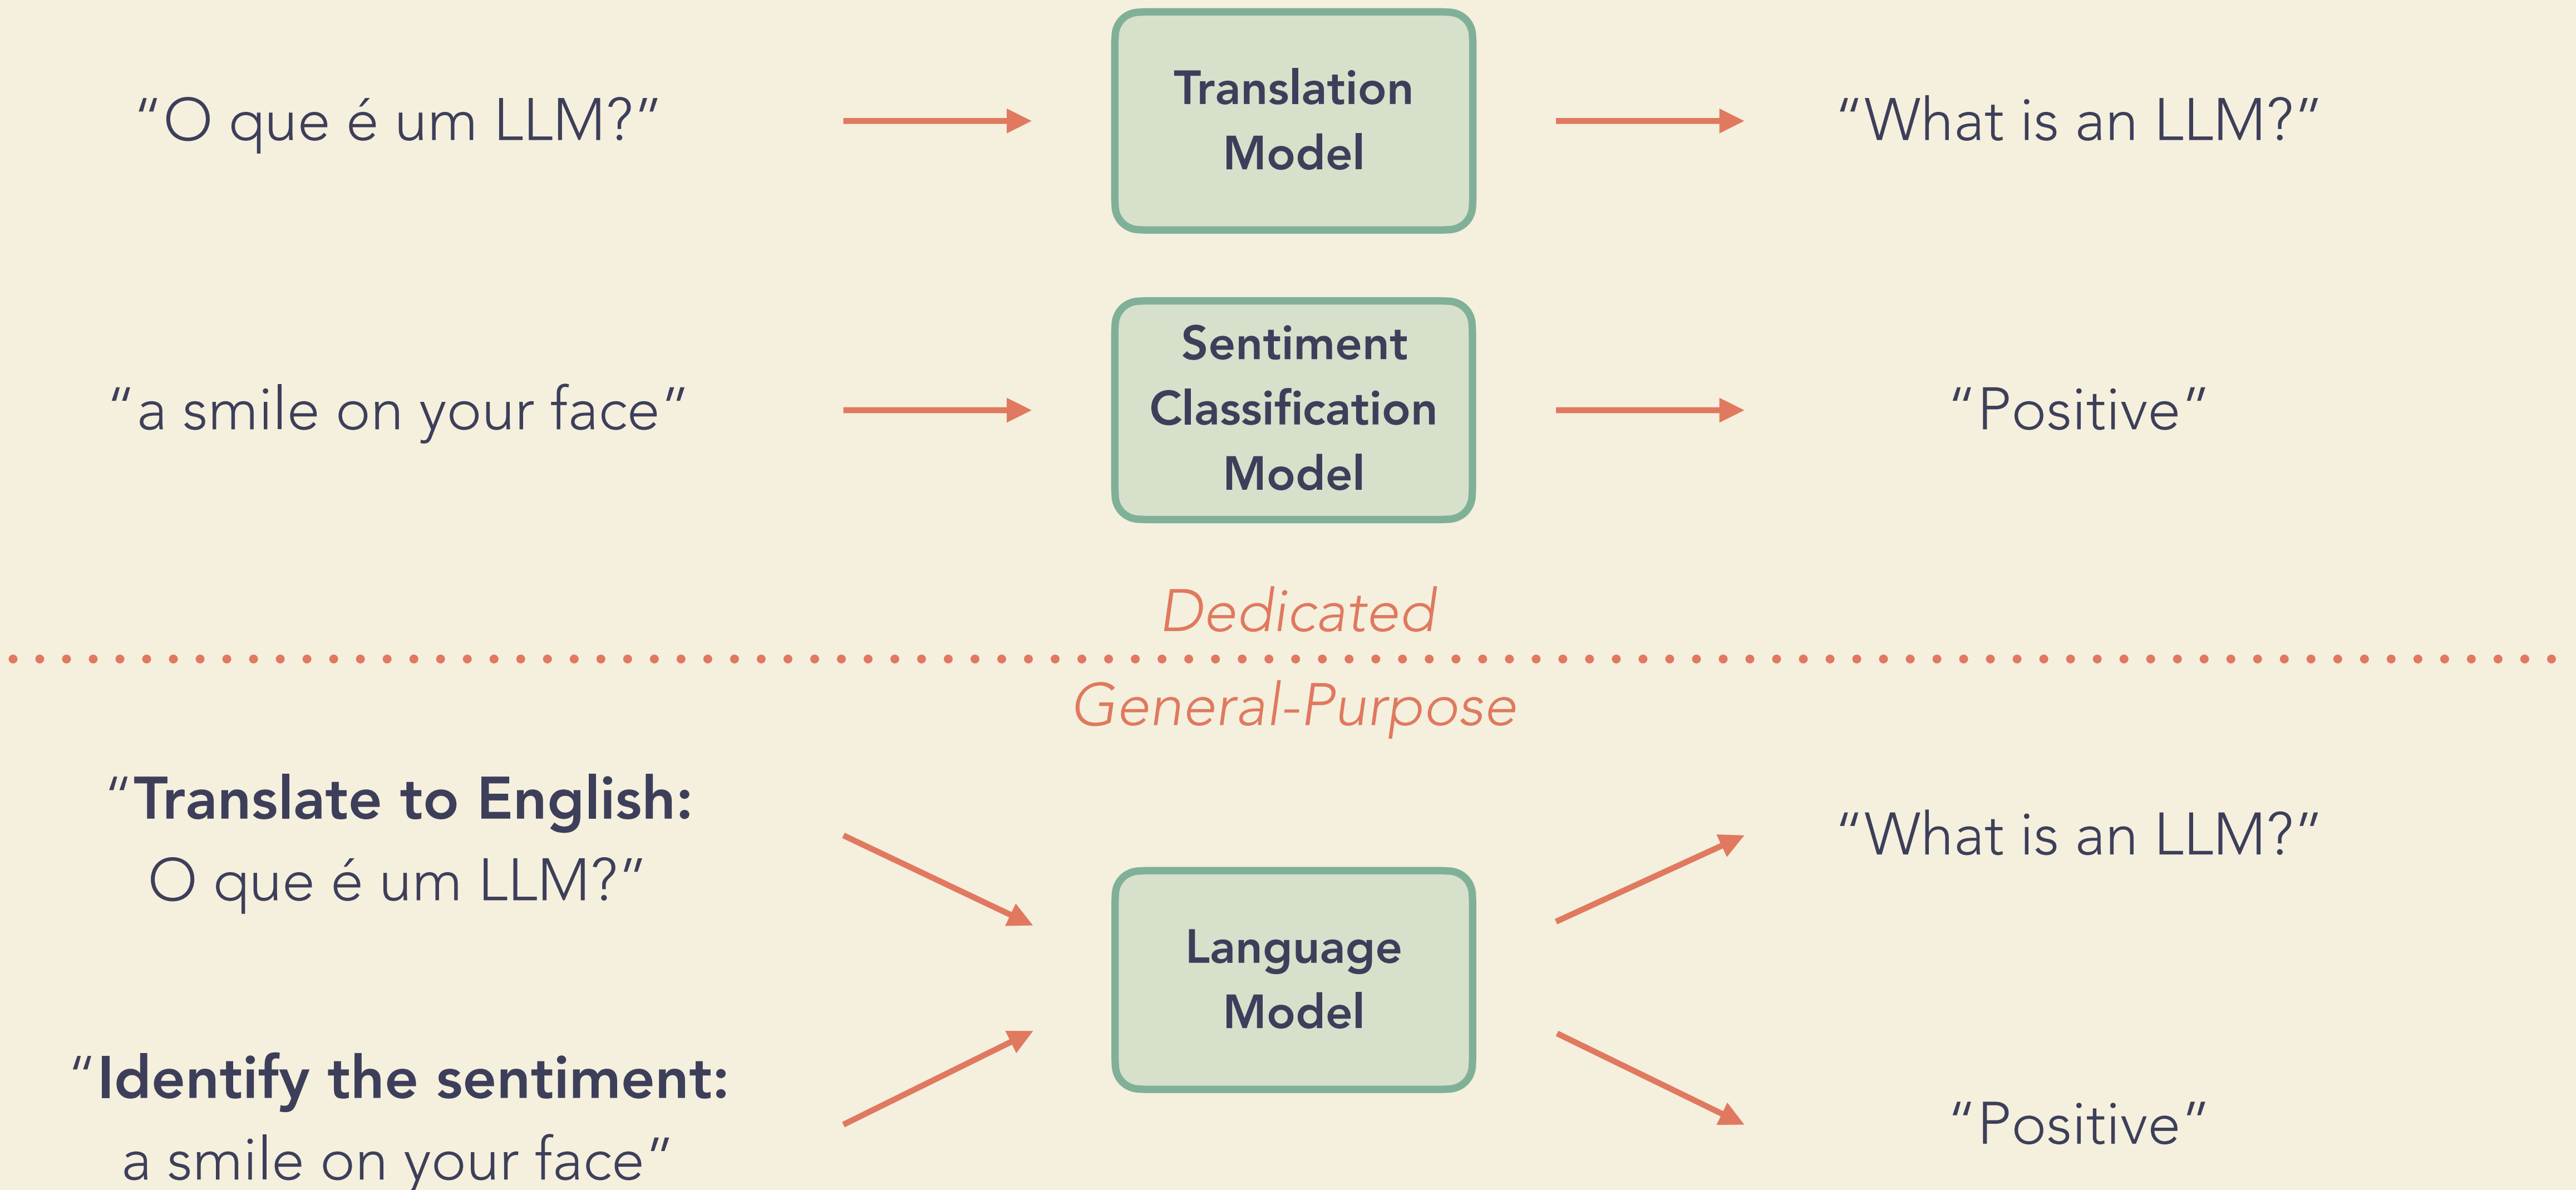 “O que é um LLM?”
Translation
Model
“What is an LLM?”
“a smile on your face”
Sentiment
Classification
Model
“Positive”
Dedicated
General-Purpose
“Translate to English:
O que é um LLM?”
“Identify the sentiment:
a smile on your face”
Language
Model
“What is an LLM?”
“Positive”